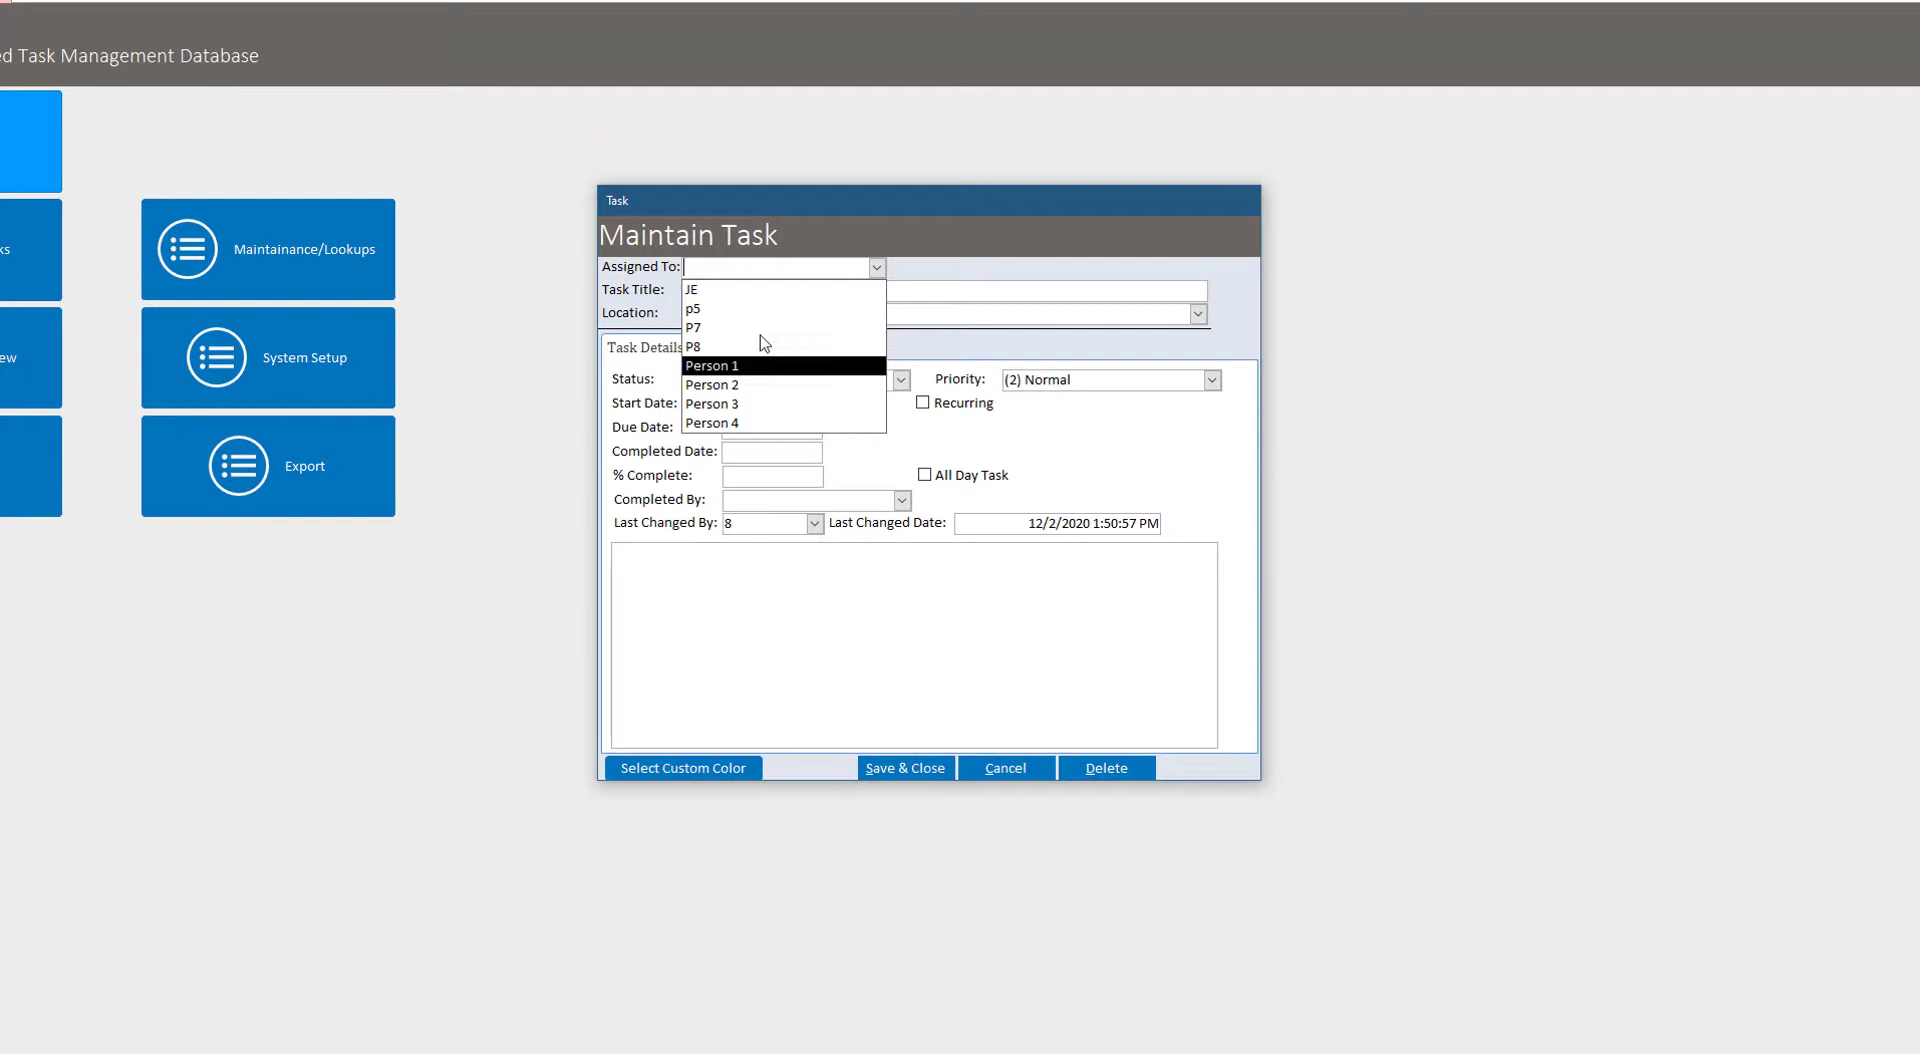 ed Task Management Database
ks
ew
Maintainance/Lookups
System Setup
Export
Task
Maintain Task
Assigned To:
JE
p5
P7
P8
Person 1
Person 2
Person 3
Person 4
Task Title:
Location:
Task Details
Status:
Priority: (2) Normal
Start Date:
Recurring
Due Date:
Completed Date:
% Complete:
All Day Task
Completed By:
Last Changed By: 8 Last Changed Date: 12/2/2020 1:50:57 PM
Select Custom Color Save & Close Cancel Delete